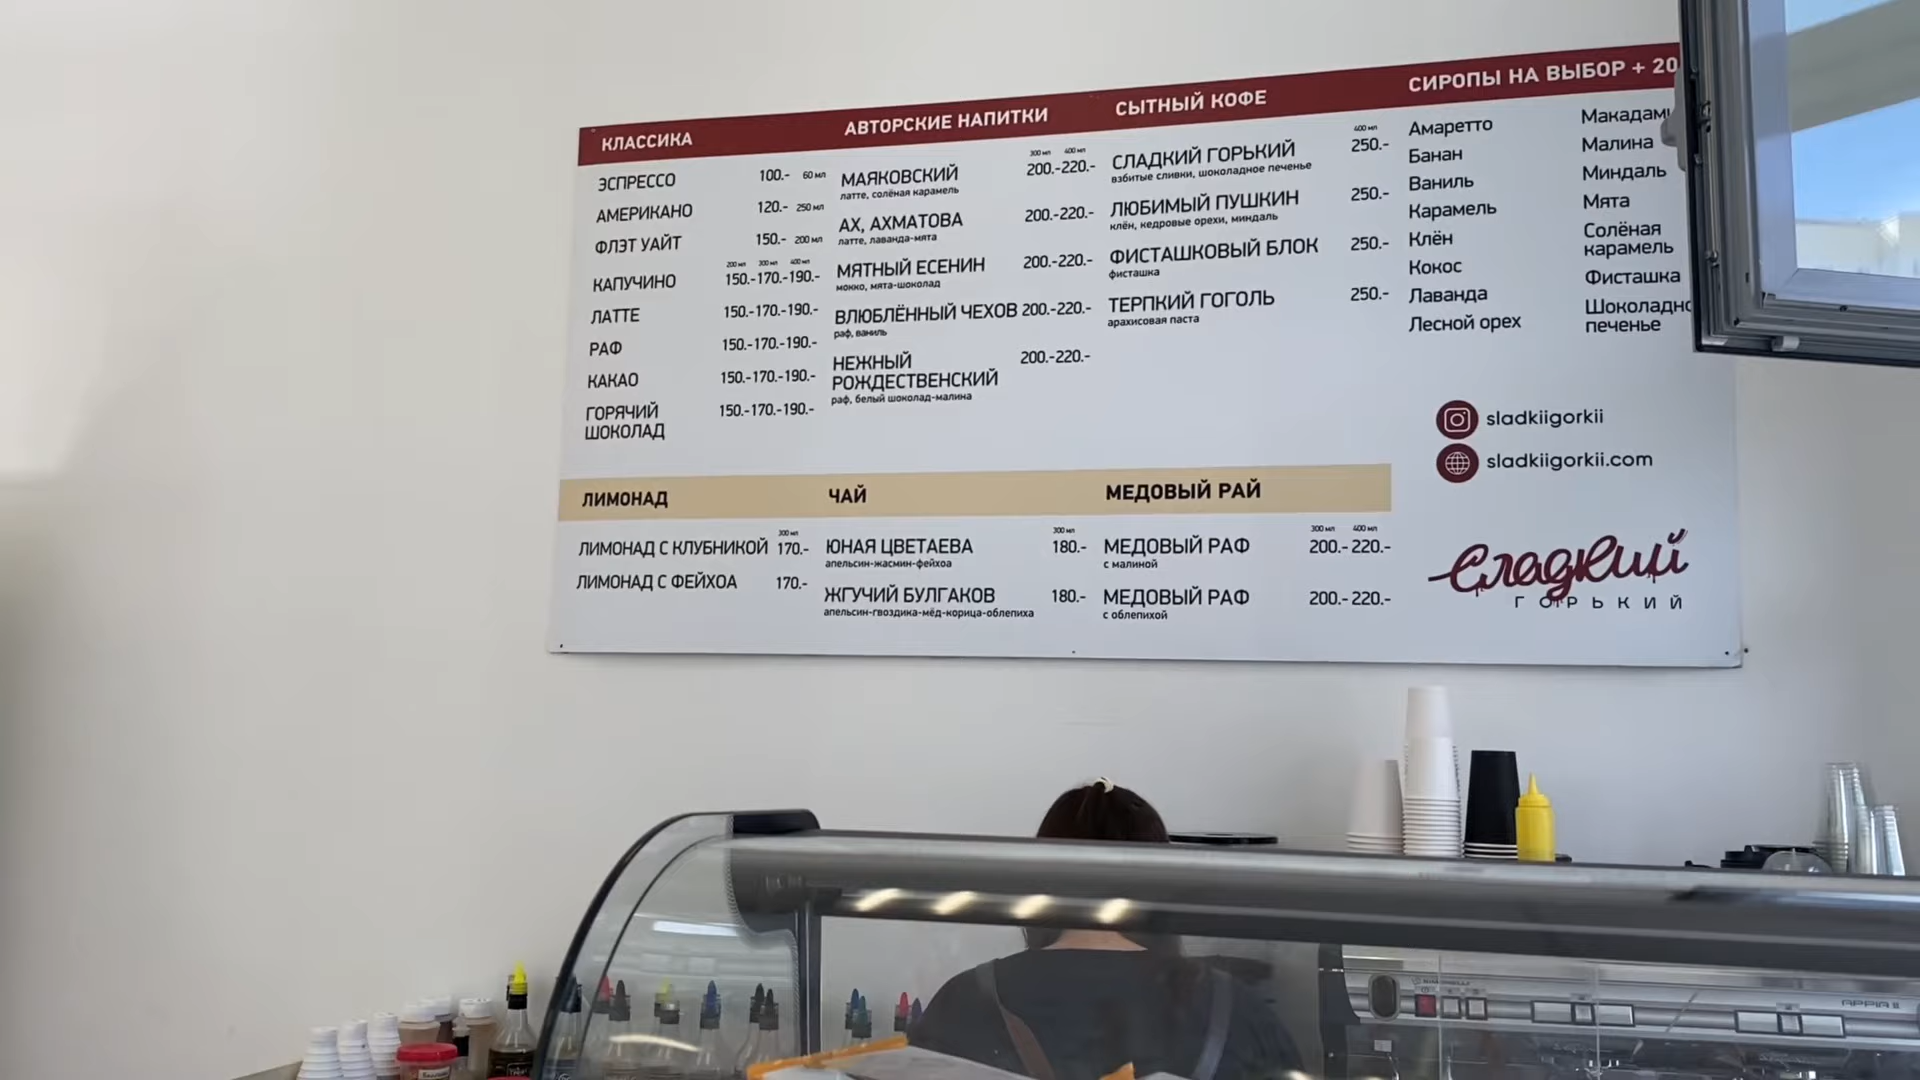 КЛАССИКА
ЭСПРЕССО 100.- 60 мл
АМЕРИКАНО 120.- 250 мл
ФЛЭТ УАЙТ 150.- 200 мл
200 мл 300 мл 400 мл
КАПУЧИНО 150.-170.-190.-
ЛАТТЕ 150.-170.-190.-
РАФ 150.-170.-190.-
КАКАО 150.-170.-190.-
ГОРЯЧИЙ 150.-170.-190.-
ШОКОЛАД
АВТОРСКИЕ НАПИТКИ
300 мл 400 мл
МАЯКОВСКИЙ 200.-220.-
латте, солёная карамель
АХ, АХМАТОВА 200.-220.-
латте, лаванда-мята
МЯТНЫЙ ЕСЕНИН 200.-220.-
мокко, мята-шоколад
ВЛЮБЛЁННЫЙ ЧЕХОВ 200.-220.-
раф, ваниль
НЕЖНЫЙ 200.-220.-
РОЖДЕСТВЕНСКИЙ
раф, белый шоколад-малина
СЫТНЫЙ КОФЕ
400 мл
СЛАДКИЙ ГОРЬКИЙ 250.-
взбитые сливки, шоколадное печенье
ЛЮБИМЫЙ ПУШКИН 250.-
клён, кедровые орехи, миндаль
ФИСТАШКОВЫЙ БЛОК 250.-
фисташка
ТЕРПКИЙ ГОГОЛЬ 250.-
арахисовая паста
СИРОПЫ НА ВЫБОР + 20
Амаретто
Банан
Ваниль
Карамель
Клён
Кокос
Лаванда
Лесной орех
Макадами
Малина
Миндаль
Мята
Солёная
карамель
Фисташка
Шоколадно
печенье
sladkiigorkii
sladkiigorkii.com
Сладкий
ГОРЬКИЙ
ЛИМОНАД
300 мл
ЛИМОНАД С КЛУБНИКОЙ 170.-
ЛИМОНАД С ФЕЙХОА 170.-
ЧАЙ
300 мл
ЮНАЯ ЦВЕТАЕВА 180.-
апельсин-жасмин-фейхоа
ЖГУЧИЙ БУЛГАКОВ 180.-
апельсин-гвоздика-мёд-корица-облепиха
МЕДОВЫЙ РАЙ
300 мл 400 мл
МЕДОВЫЙ РАФ 200.- 220.-
с малиной
МЕДОВЫЙ РАФ 200.- 220.-
с облепихой
APPIA II